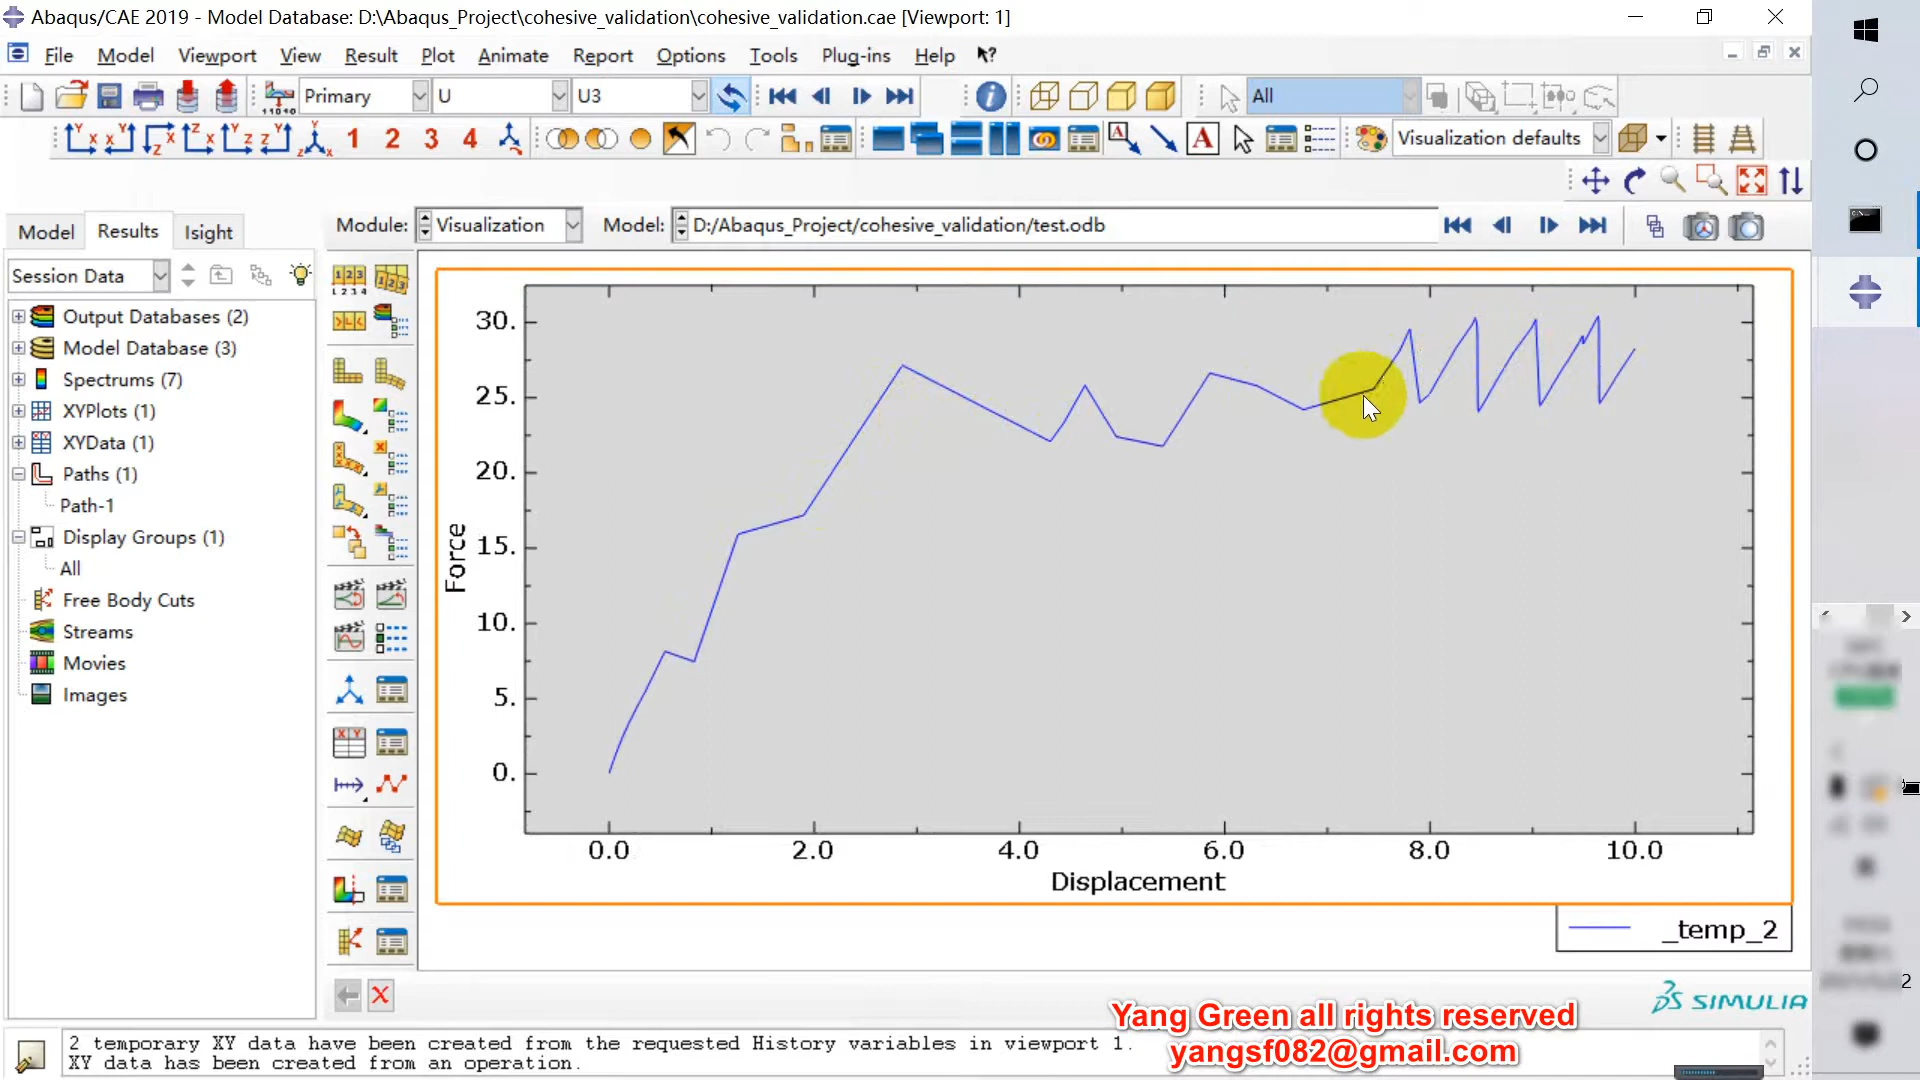 Abaqus/CAE 2019 - Model Database: D:\Abaqus_Project\cohesive_validation\cohesive_validation.cae [Viewport: 1]
File Model Viewport View Result Plot Animate Report Options Tools Plug-ins Help
Primary U U3 All
1 2 3 4 Visualization defaults
Model Results Isight
Module: Visualization Model: D:/Abaqus_Project/cohesive_validation/test.odb
Session Data
Output Databases (2)
Model Database (3)
Spectrums (7)
XYPlots (1)
XYData (1)
Paths (1)
Path-1
Display Groups (1)
All
Free Body Cuts
Streams
Movies
Images
30.
25.
20.
15.
10.
5.
0.
Force
0.0 2.0 4.0 6.0 8.0 10.0
Displacement
_temp_2
SIMULIA
Yang Green all rights reserved
yangsf082@gmail.com
2 temporary XY data have been created from the requested History variables in viewport 1.
XY data has been created from an operation.